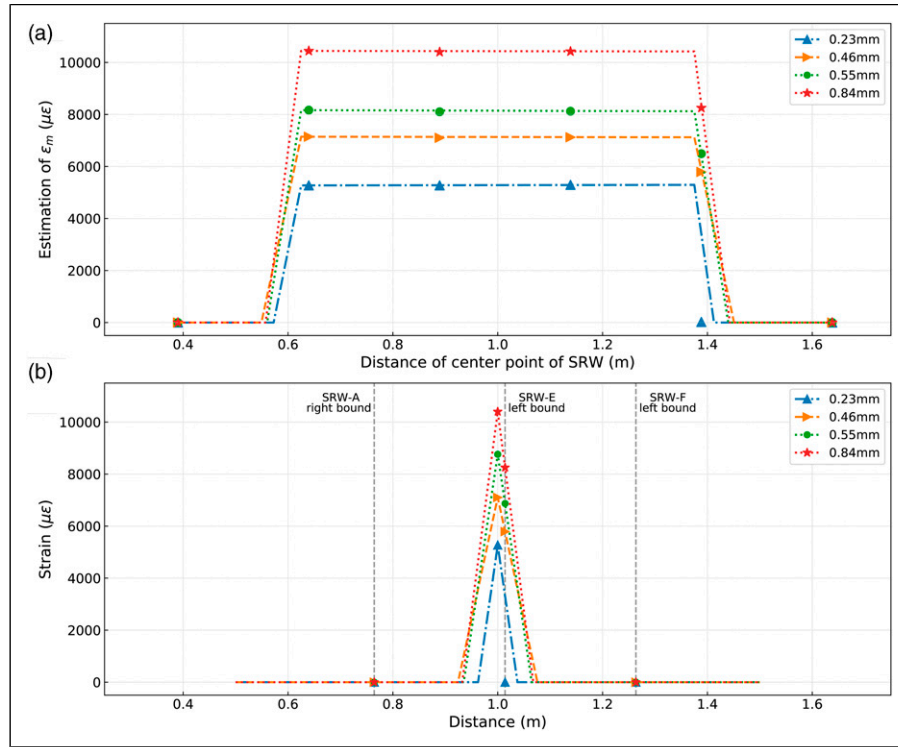 (a)
0.23mm
0.46mm
0.55mm
0.84mm
10000
8000
6000
4000
2000
0
Estimation of εm (με)
0.4
0.6
0.8
1.0
1.2
1.4
1.6
Distance of center point of SRW (m)
(b)
SRW-A
right bound
SRW-E
left bound
SRW-F
left bound
0.23mm
0.46mm
0.55mm
0.84mm
10000
8000
6000
4000
2000
0
Strain (με)
0.4
0.6
0.8
1.0
1.2
1.4
1.6
Distance (m)